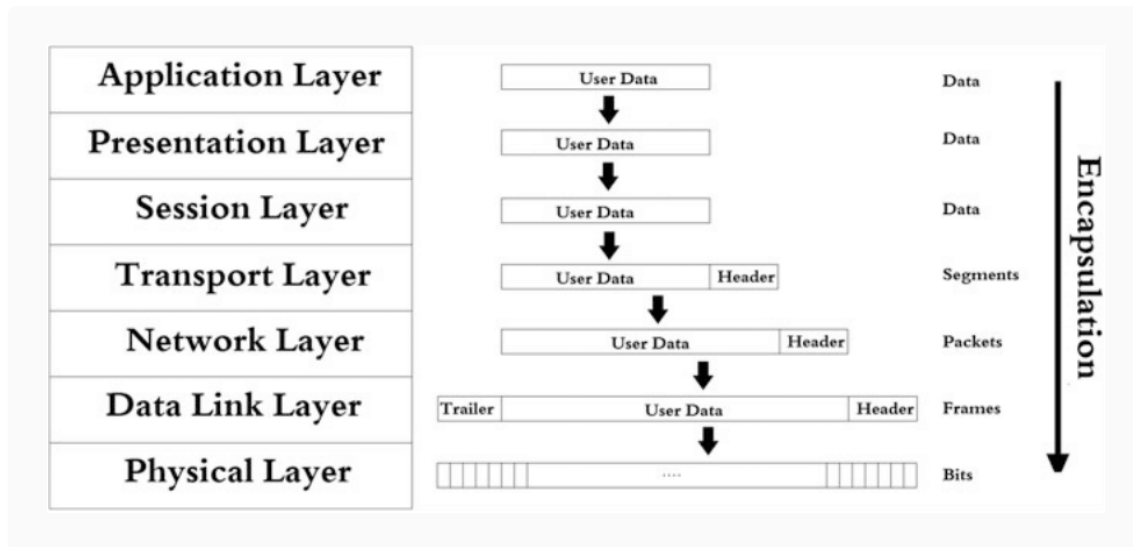 Application Layer
User Data
Data
Presentation Layer
User Data
Data
Session Layer
User Data
Data
Transport Layer
User Data Header
Segments
Network Layer
User Data Header
Packets
Data Link Layer
Trailer User Data Header
Frames
Physical Layer
....
Bits
Encapsulation